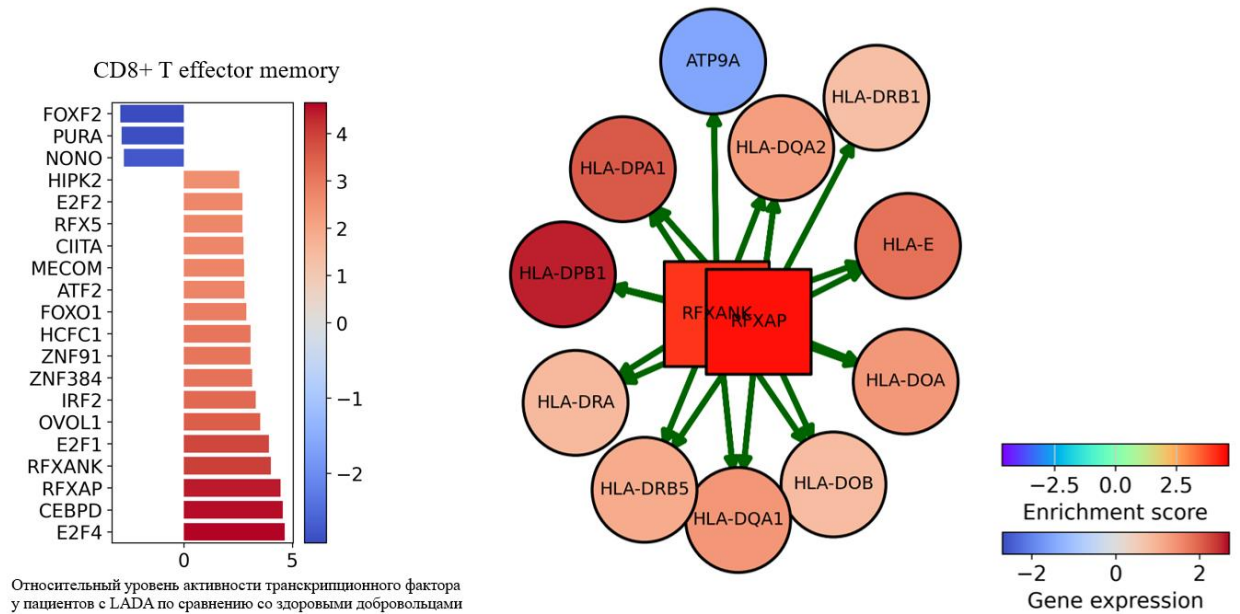 CD8+ T effector memory
FOXF2
PURA
NONO
HIPK2
E2F2
RFX5
CIITA
MECOM
ATF2
FOXO1
HCFC1
ZNF91
ZNF384
IRF2
OVOL1
E2F1
RFXANK
RFXAP
CEBPD
E2F4
0 5
4
3
2
1
0
−1
−2
Относительный уровень активности транскрипционного фактора
у пациентов с LADA по сравнению со здоровыми добровольцами
ATP9A
HLA-DRB1
HLA-DQA2
HLA-DPA1
HLA-E
HLA-DPB1
RFXANK
RFXAP
HLA-DOA
HLA-DRA
HLA-DRB5
HLA-DQA1
HLA-DOB
−2.5 0.0 2.5
Enrichment score
−2 0 2
Gene expression